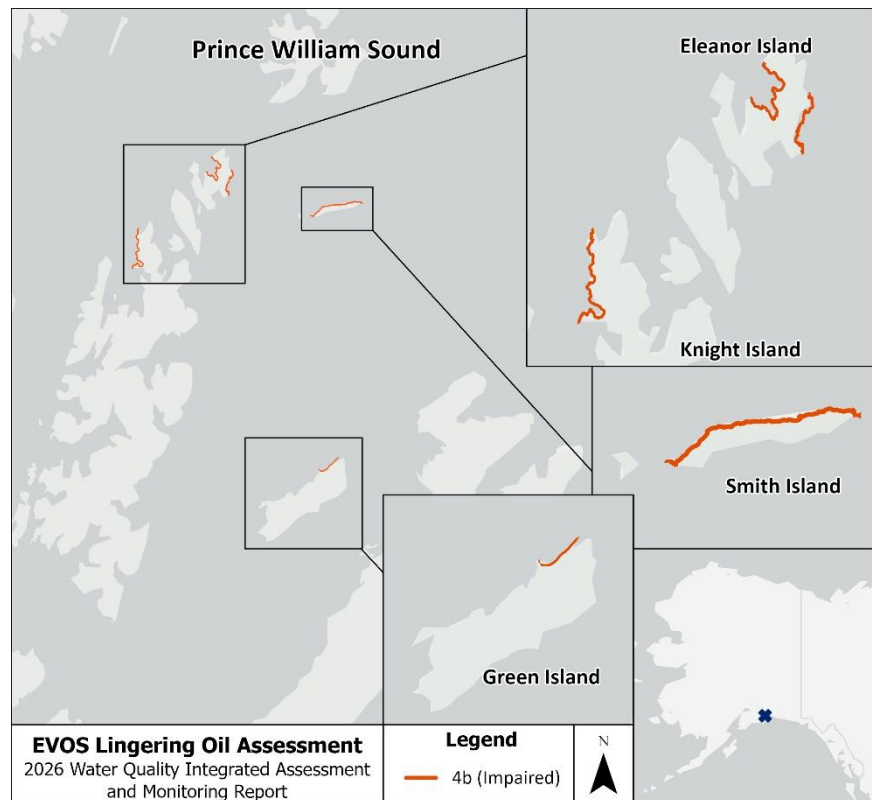 Prince William Sound
Eleanor Island
Knight Island
Smith Island
Green Island
EVOS Lingering Oil Assessment
2026 Water Quality Integrated Assessment
and Monitoring Report
Legend
4b (Impaired)
N